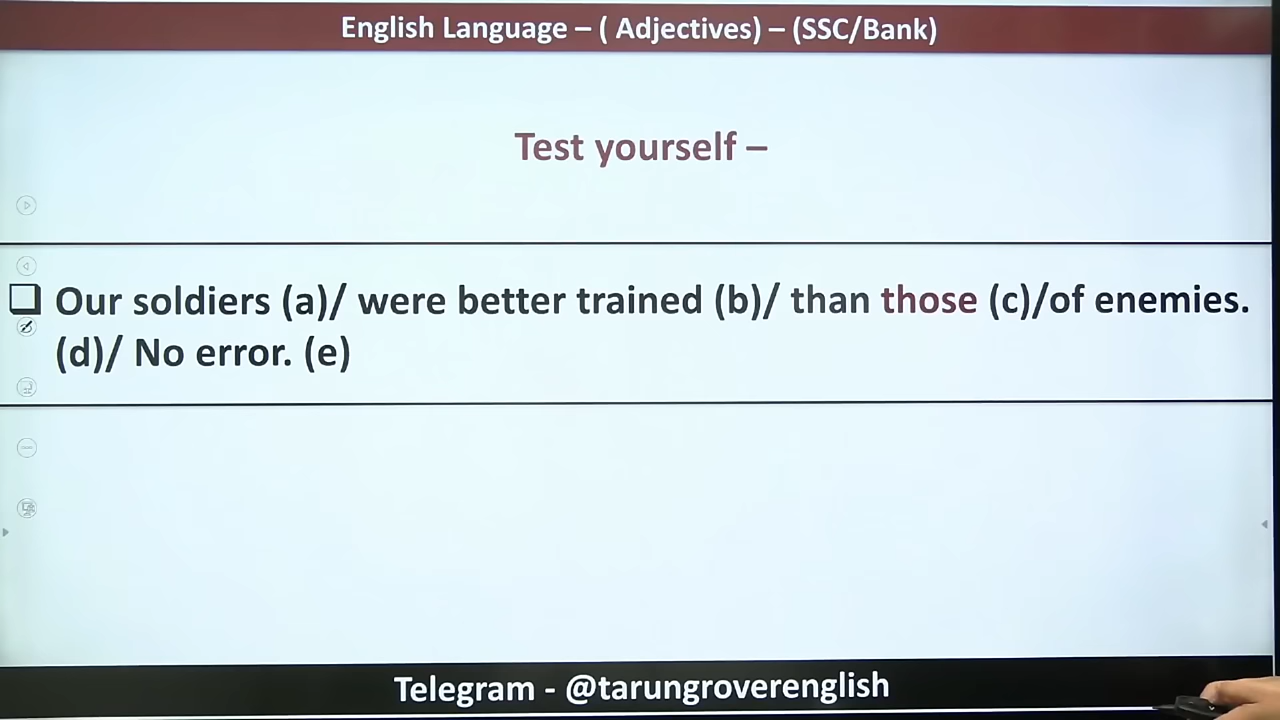 English Language – ( Adjectives) – (SSC/Bank)
Test yourself –
❑ Our soldiers (a)/ were better trained (b)/ than those (c)/of enemies.
(d)/ No error. (e)
Telegram - @tarungroverenglish